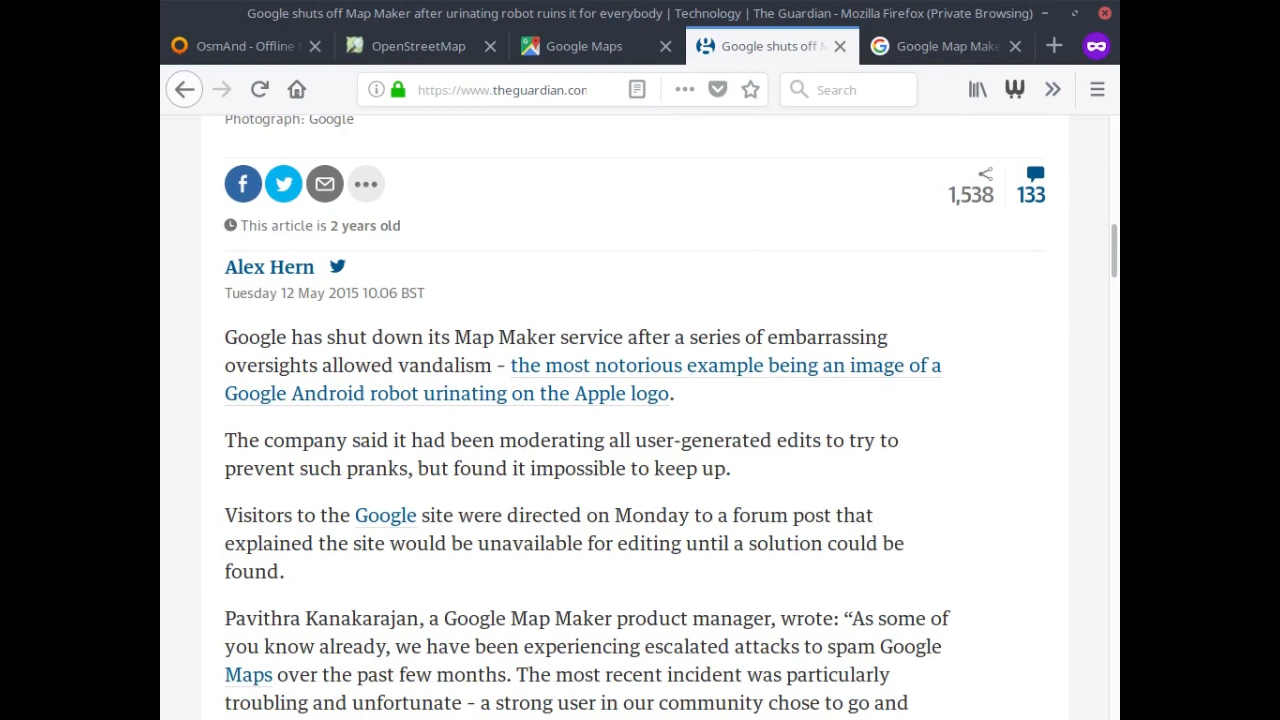 Google shuts off Map Maker after urinating robot ruins it for everybody | Technology | The Guardian - Mozilla Firefox (Private Browsing)
OsmAnd - Offline
OpenStreetMap
Google Maps
Google shuts off
Google Map Make
https://www.theguardian.con
Search
Photograph: Google
1,538
133
This article is 2 years old
Alex Hern
Tuesday 12 May 2015 10.06 BST
Google has shut down its Map Maker service after a series of embarrassing
oversights allowed vandalism – the most notorious example being an image of a
Google Android robot urinating on the Apple logo.
The company said it had been moderating all user-generated edits to try to
prevent such pranks, but found it impossible to keep up.
Visitors to the Google site were directed on Monday to a forum post that
explained the site would be unavailable for editing until a solution could be
found.
Pavithra Kanakarajan, a Google Map Maker product manager, wrote: “As some of
you know already, we have been experiencing escalated attacks to spam Google
Maps over the past few months. The most recent incident was particularly
troubling and unfortunate – a strong user in our community chose to go and